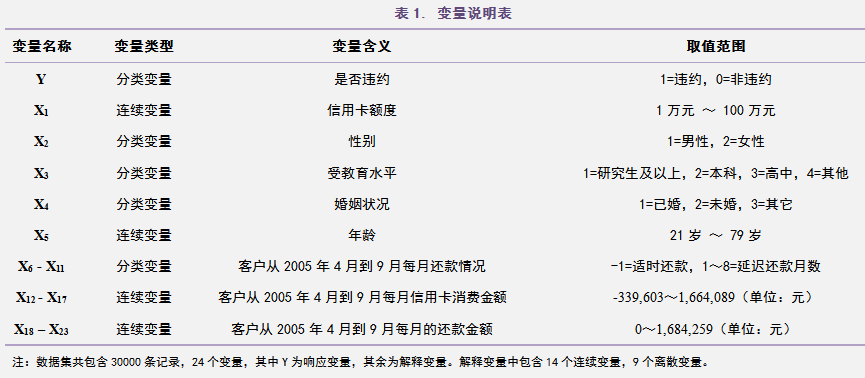 表 1. 变量说明表
变量名称 变量类型 变量含义 取值范围
Y 分类变量 是否违约 1=违约，0=非违约
X1 连续变量 信用卡额度 1 万元 ～ 100 万元
X2 分类变量 性别 1=男性，2=女性
X3 分类变量 受教育水平 1=研究生及以上，2=本科，3=高中，4=其他
X4 分类变量 婚姻状况 1=已婚，2=未婚，3=其它
X5 连续变量 年龄 21 岁 ～ 79 岁
X6 - X11 分类变量 客户从 2005 年 4 月到 9 月每月还款情况 -1=适时还款，1～8=延迟还款月数
X12 - X17 连续变量 客户从 2005 年 4 月到 9 月每月信用卡消费金额 -339,603～1,664,089（单位：元）
X18 – X23 连续变量 客户从 2005 年 4 月到 9 月每月的还款金额 0～1,684,259（单位：元）
注：数据集共包含 30000 条记录，24 个变量，其中 Y 为响应变量，其余为解释变量。解释变量中包含 14 个连续变量，9 个离散变量。